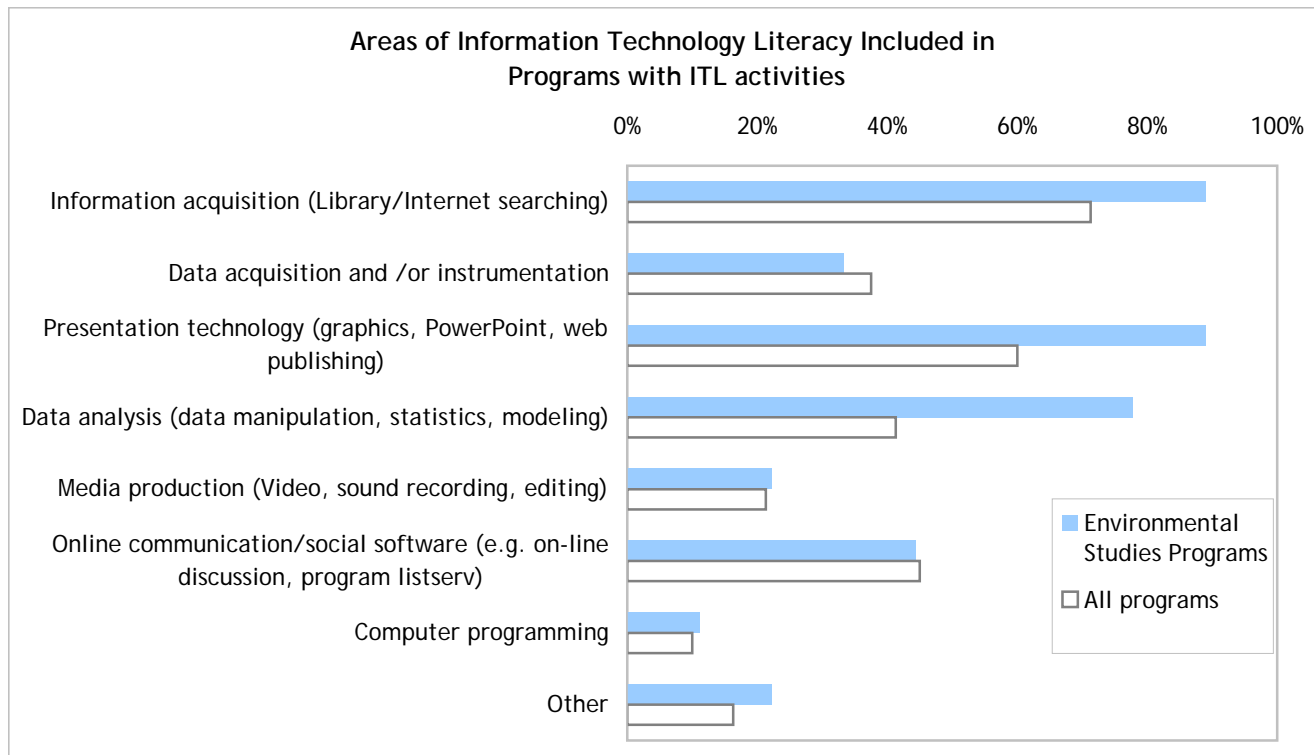 Areas of Information Technology Literacy Included in
Programs with ITL activities
0% 20% 40% 60% 80% 100%
Information acquisition (Library/Internet searching)
Data acquisition and /or instrumentation
Presentation technology (graphics, PowerPoint, web
publishing)
Data analysis (data manipulation, statistics, modeling)
Media production (Video, sound recording, editing)
Online communication/social software (e.g. on-line
discussion, program listserv)
Computer programming
Other
Environmental
Studies Programs
All programs